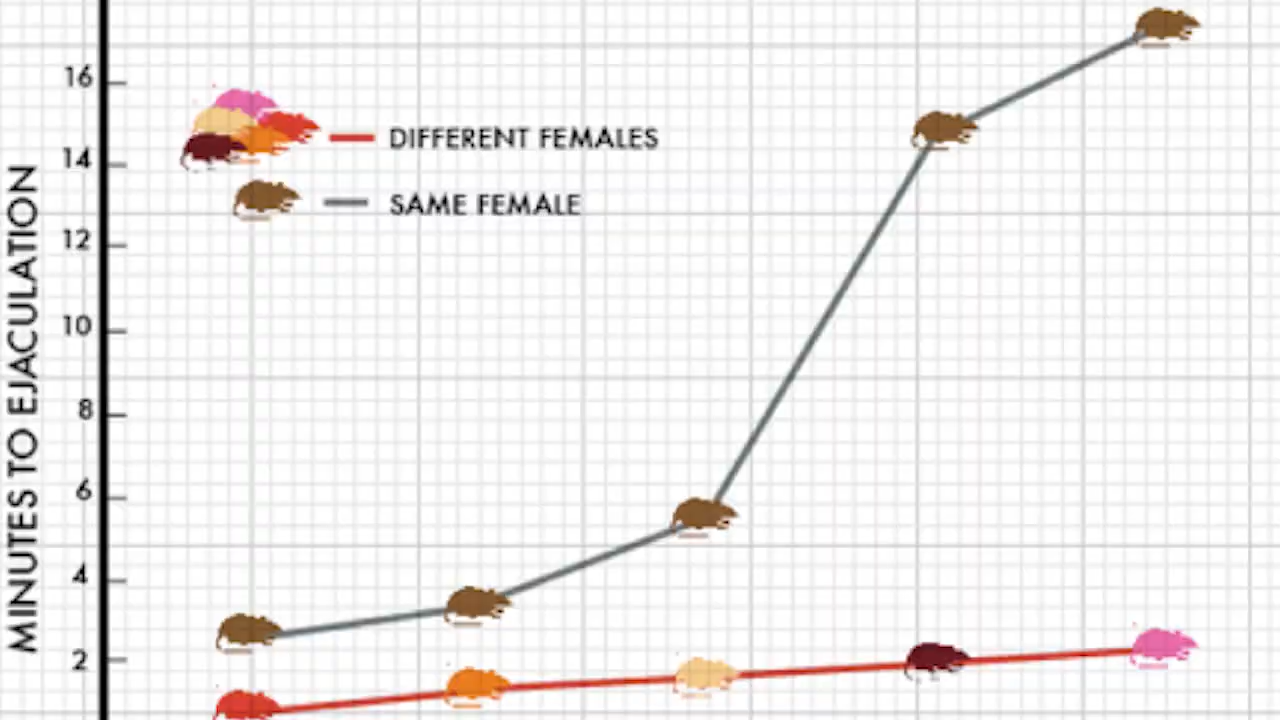 MINUTES TO EJACULATION
16
14
12
10
8
6
4
2
DIFFERENT FEMALES
SAME FEMALE